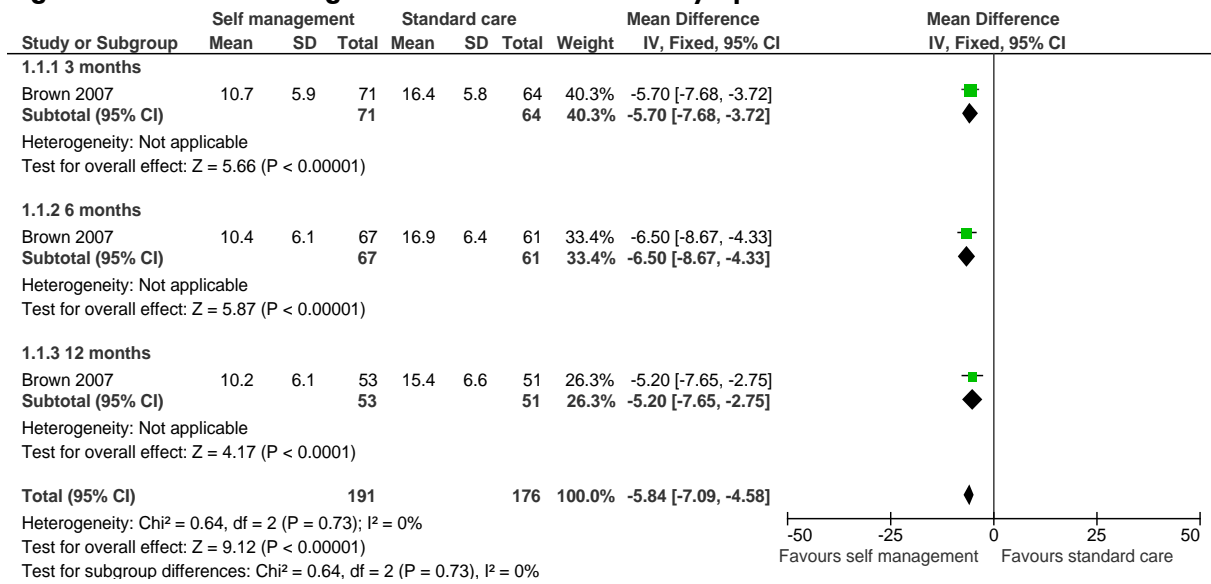 Self management Standard care Mean Difference Mean Difference
Study or Subgroup Mean SD Total Mean SD Total Weight IV, Fixed, 95% CI IV, Fixed, 95% CI
1.1.1 3 months
Brown 2007 10.7 5.9 71 16.4 5.8 64 40.3% -5.70 [-7.68, -3.72]
Subtotal (95% CI) 71 64 40.3% -5.70 [-7.68, -3.72]
Heterogeneity: Not applicable
Test for overall effect: Z = 5.66 (P < 0.00001)
1.1.2 6 months
Brown 2007 10.4 6.1 67 16.9 6.4 61 33.4% -6.50 [-8.67, -4.33]
Subtotal (95% CI) 67 61 33.4% -6.50 [-8.67, -4.33]
Heterogeneity: Not applicable
Test for overall effect: Z = 5.87 (P < 0.00001)
1.1.3 12 months
Brown 2007 10.2 6.1 53 15.4 6.6 51 26.3% -5.20 [-7.65, -2.75]
Subtotal (95% CI) 53 51 26.3% -5.20 [-7.65, -2.75]
Heterogeneity: Not applicable
Test for overall effect: Z = 4.17 (P < 0.0001)
Total (95% CI) 191 176 100.0% -5.84 [-7.09, -4.58]
Heterogeneity: Chi² = 0.64, df = 2 (P = 0.73); I² = 0%
Test for overall effect: Z = 9.12 (P < 0.00001)
Test for subgroup differences: Chi² = 0.64, df = 2 (P = 0.73), I² = 0%
-50 -25 0 25 50
Favours self management Favours standard care